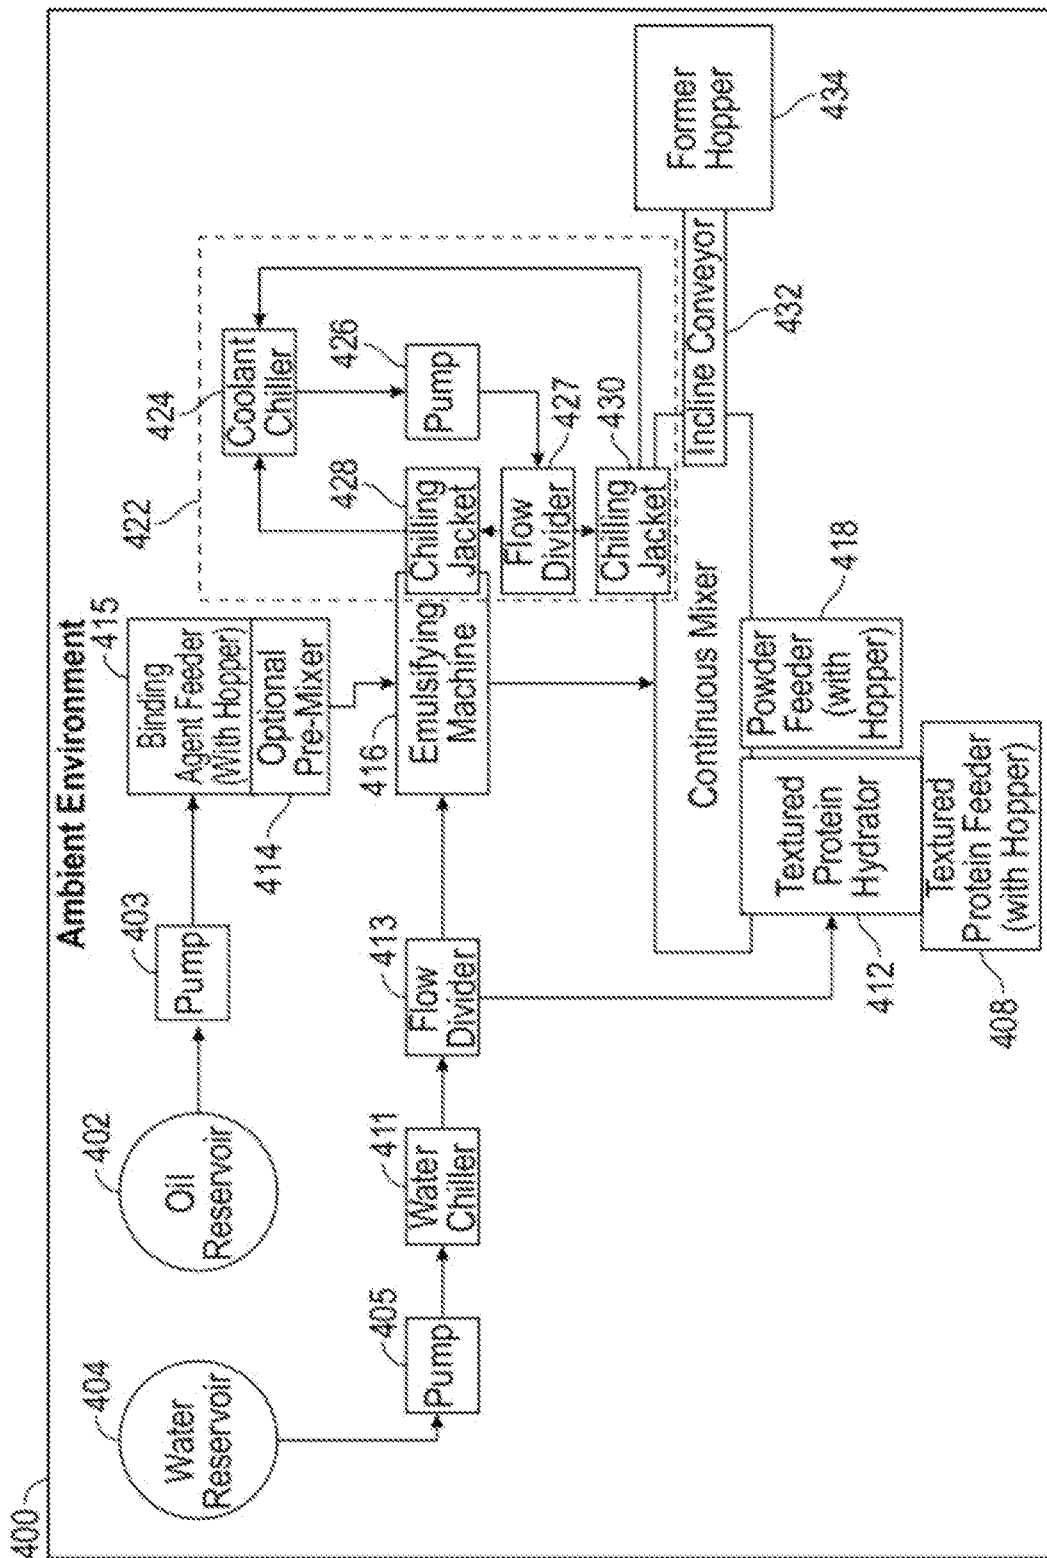 400
Ambient Environment
404
Water
Reservoir
402
Oil
Reservoir
403
Pump
415
Binding
Agent Feeder
(With Hopper)
Optional
Pre-Mixer
414
422
424
Coolant
Chiller
426
Pump
405
Pump
411
Water
Chiller
413
Flow
Divider
416
Emulsifying
Machine
428
Chilling
Jacket
427
Flow
Divider
430
Chilling
Jacket
Continuous Mixer
Incline Conveyor
432
Former
Hopper
434
Textured
Protein
Hydrator
412
Powder
Feeder
(with
Hopper)
418
Textured
Protein Feeder
(with Hopper)
408